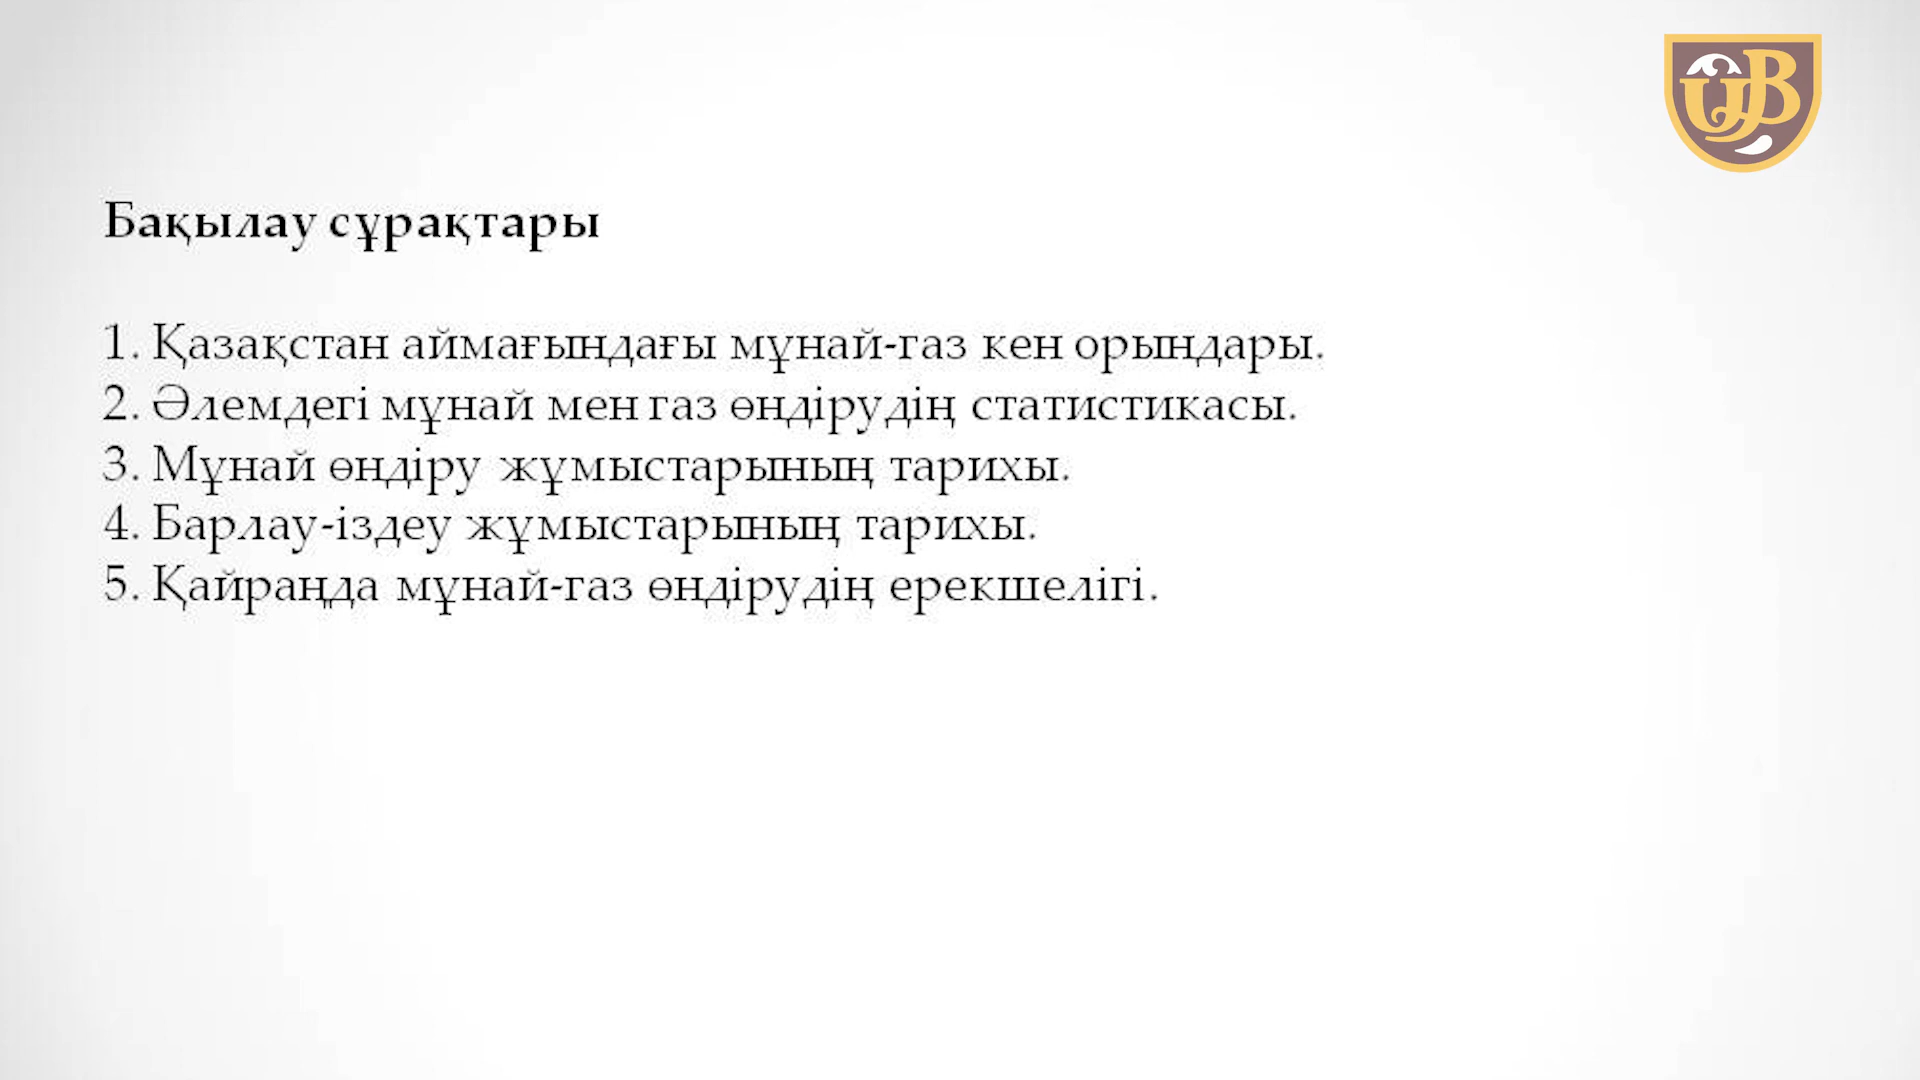 Бақылау сұрақтары
1. Қазақстан аймағындағы мұнай-газ кен орындары.
2. Әлемдегі мұнай мен газ өндірудің статистикасы.
3. Мұнай өндіру жұмыстарының тарихы.
4. Барлау-іздеу жұмыстарының тарихы.
5. Қайраңда мұнай-газ өндірудің ерекшелігі.